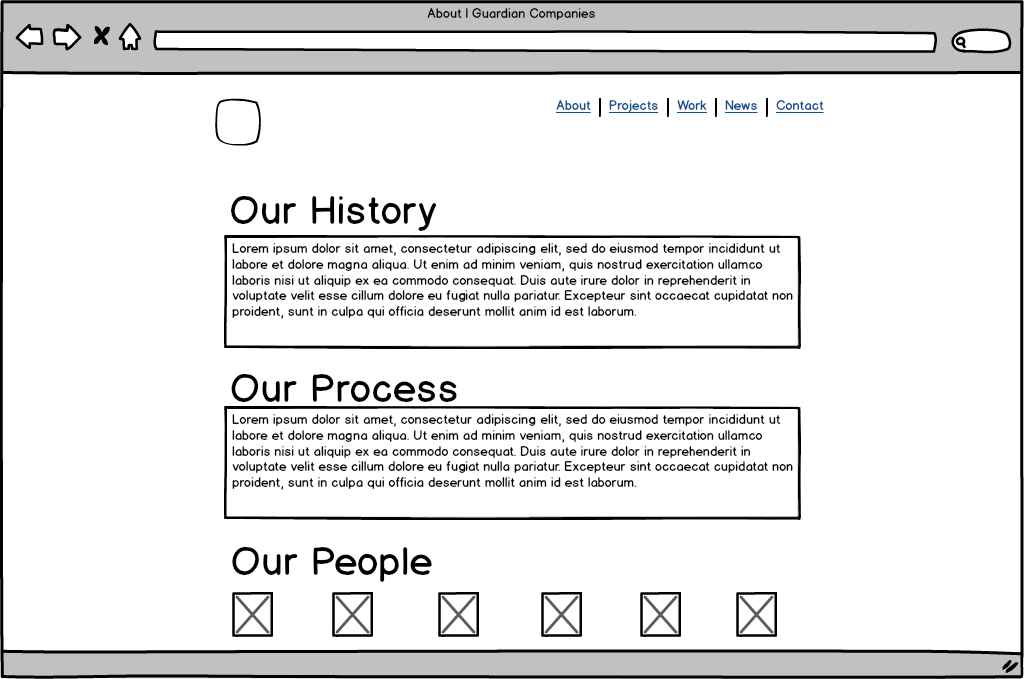 About | Guardian Companies
About | Projects | Work | News | Contact
Our History
Lorem ipsum dolor sit amet, consectetur adipiscing elit, sed do eiusmod tempor incididunt ut
labore et dolore magna aliqua. Ut enim ad minim veniam, quis nostrud exercitation ullamco
laboris nisi ut aliquip ex ea commodo consequat. Duis aute irure dolor in reprehenderit in
voluptate velit esse cillum dolore eu fugiat nulla pariatur. Excepteur sint occaecat cupidatat non
proident, sunt in culpa qui officia deserunt mollit anim id est laborum.
Our Process
Lorem ipsum dolor sit amet, consectetur adipiscing elit, sed do eiusmod tempor incididunt ut
labore et dolore magna aliqua. Ut enim ad minim veniam, quis nostrud exercitation ullamco
laboris nisi ut aliquip ex ea commodo consequat. Duis aute irure dolor in reprehenderit in
voluptate velit esse cillum dolore eu fugiat nulla pariatur. Excepteur sint occaecat cupidatat non
proident, sunt in culpa qui officia deserunt mollit anim id est laborum.
Our People